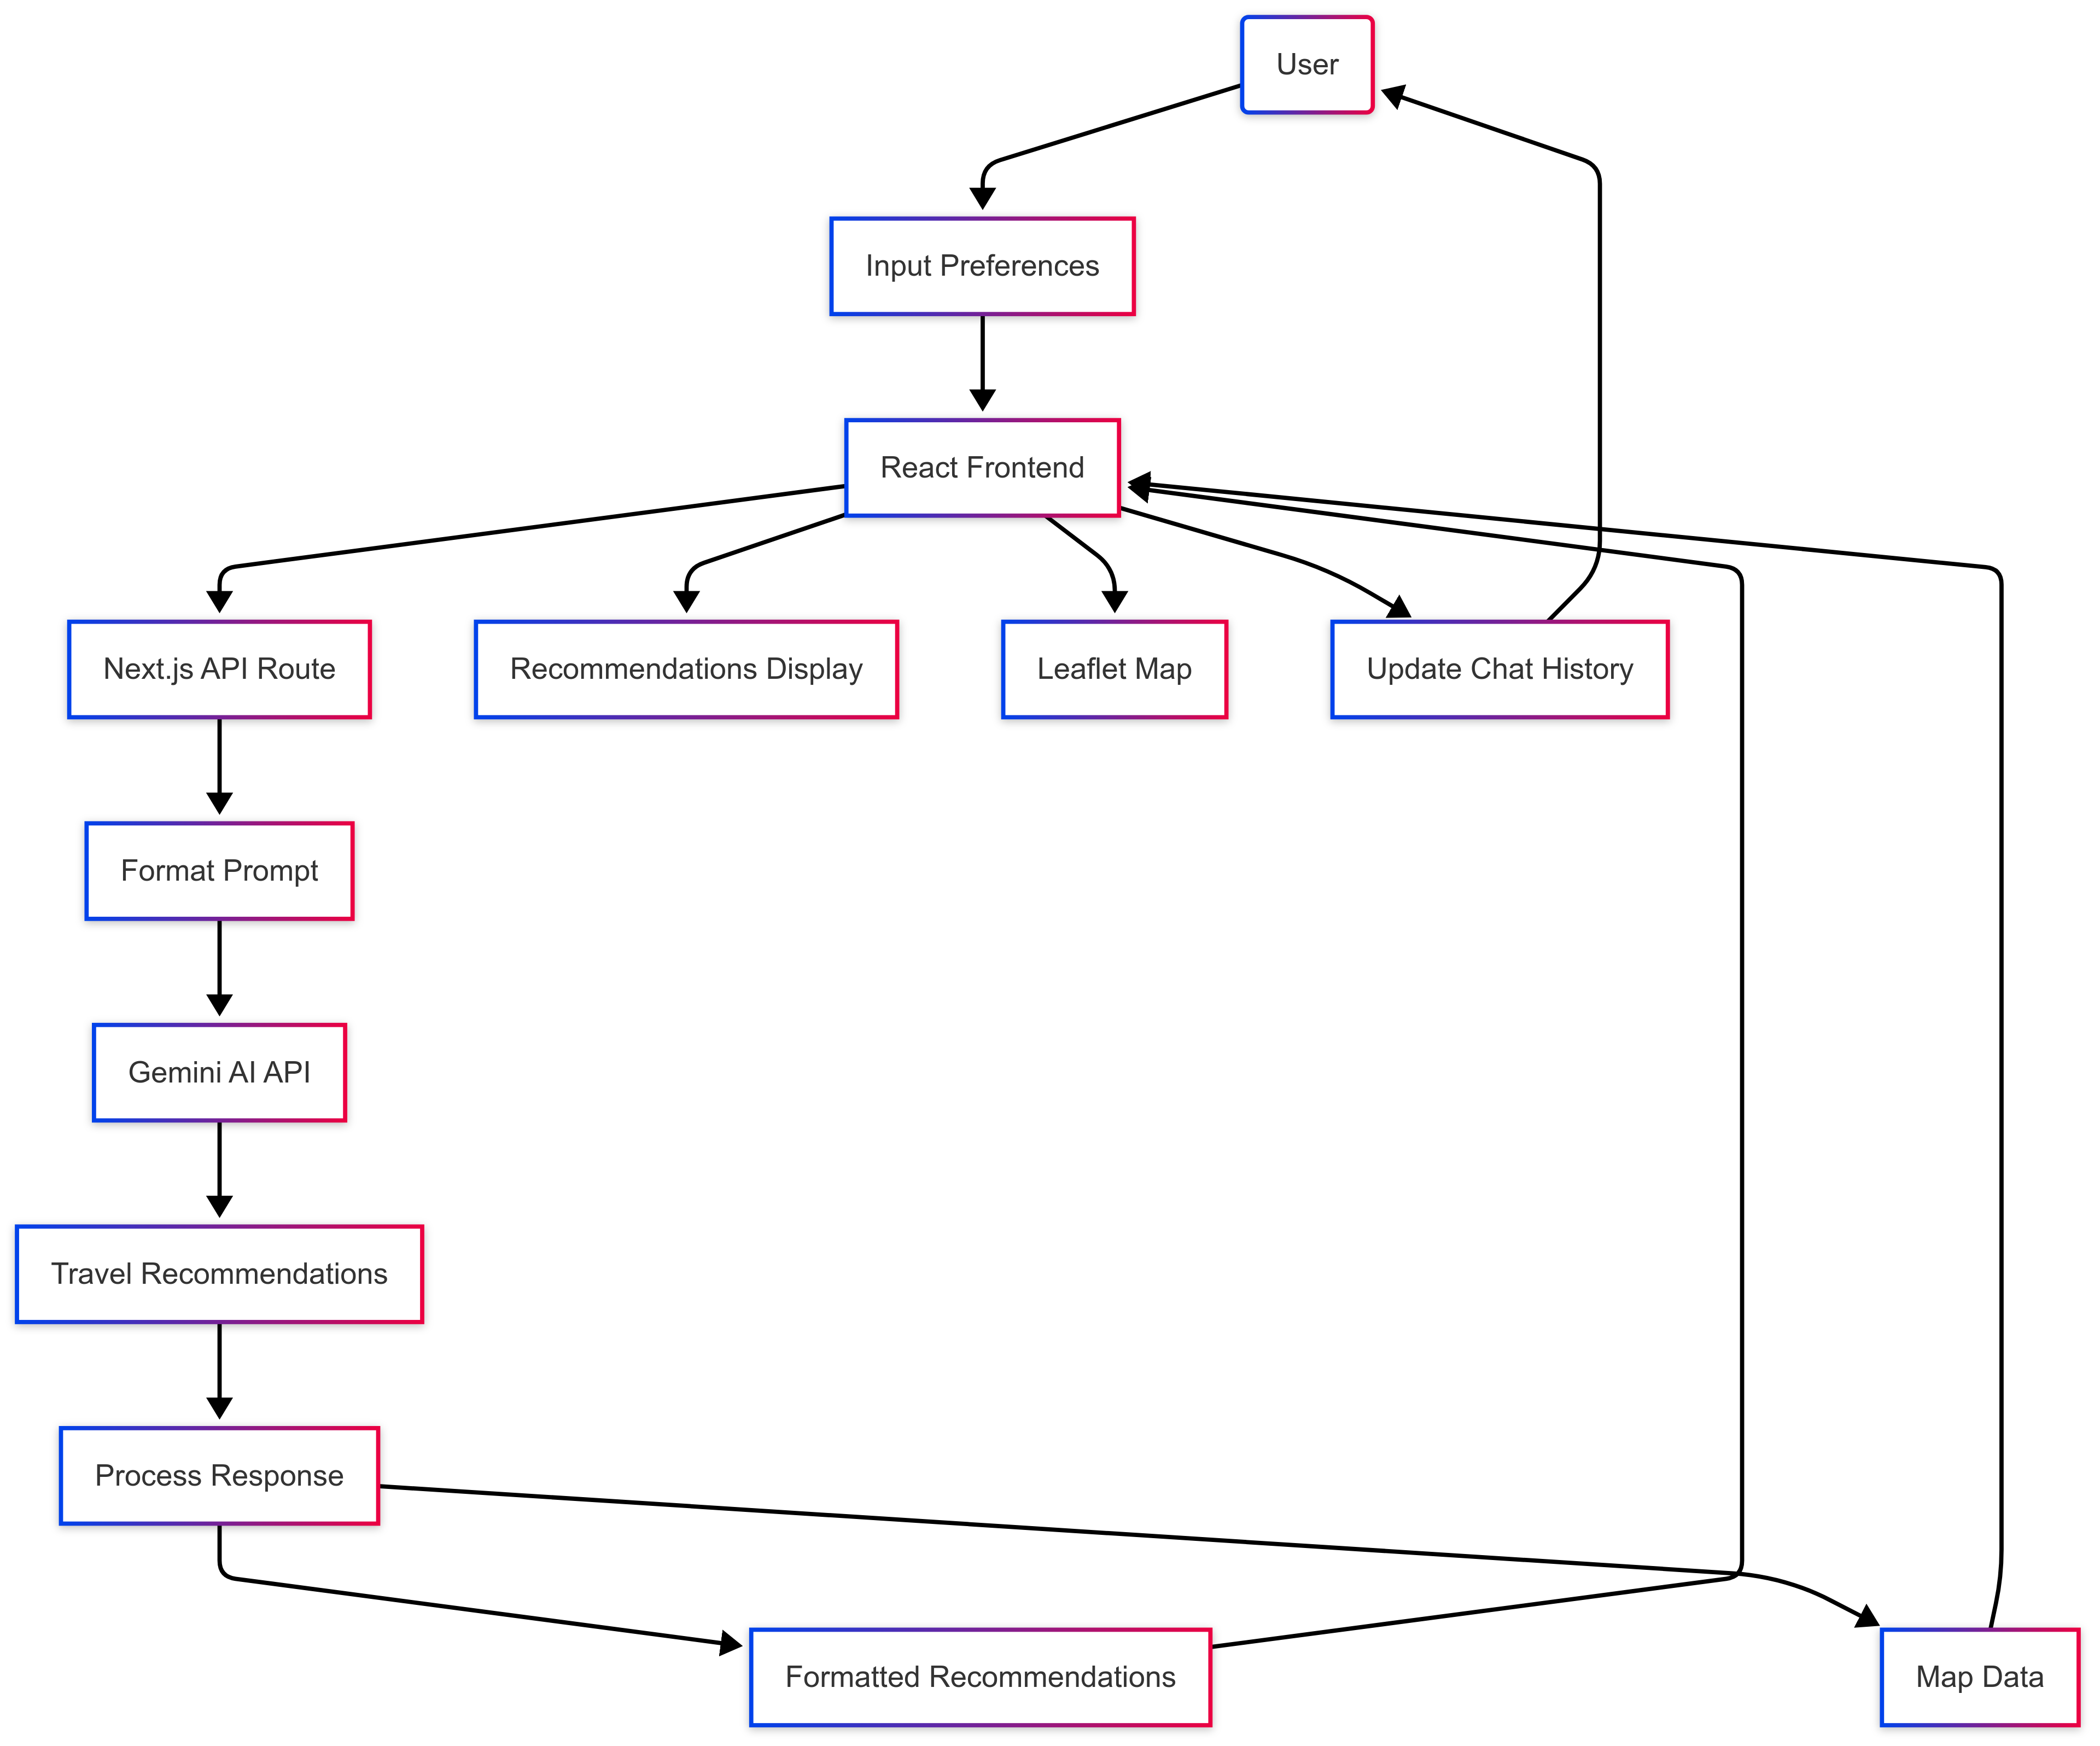 User
Input Preferences
React Frontend
Next.js API Route
Recommendations Display
Leaflet Map
Update Chat History
Format Prompt
Gemini AI API
Travel Recommendations
Process Response
Formatted Recommendations
Map Data